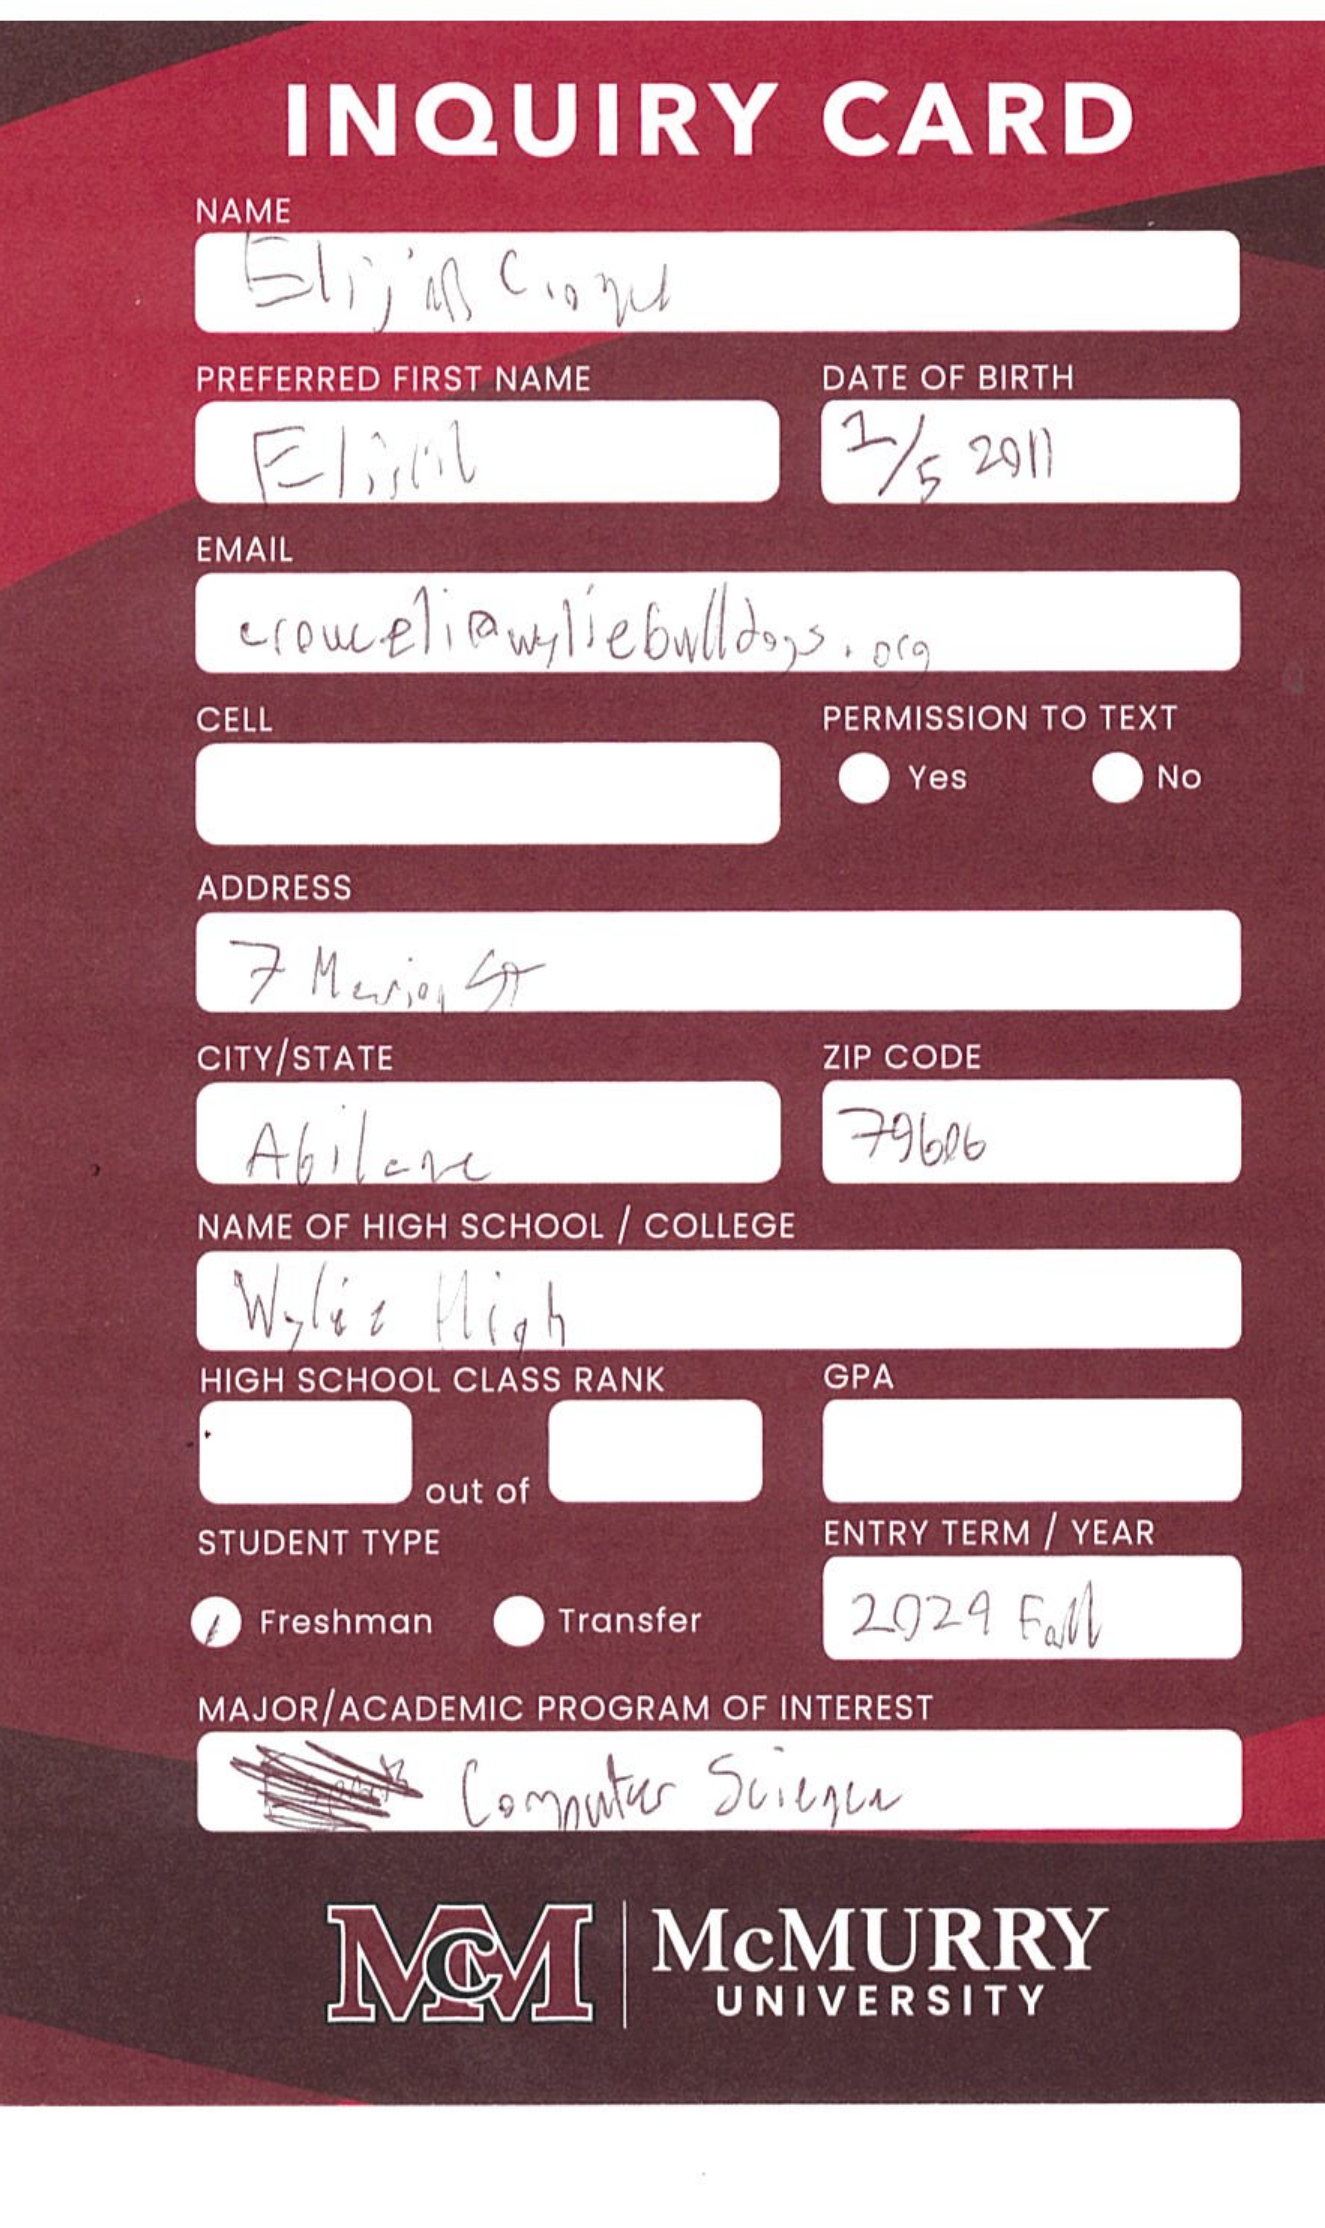 INQUIRY CARD
NAME
Elijah
PREFERRED FIRST NAME
Elijah
DATE OF BIRTH
1/5 2011
EMAIL
crouceli@wyliebulldogs.org
CELL
PERMISSION TO TEXT
Yes No
ADDRESS
7 Merion St
CITY/STATE
Abilene
ZIP CODE
79606
NAME OF HIGH SCHOOL / COLLEGE
Wylie High
HIGH SCHOOL CLASS RANK
out of
GPA
STUDENT TYPE
Freshman Transfer
ENTRY TERM / YEAR
2029 Fall
MAJOR/ACADEMIC PROGRAM OF INTEREST
Computer Science
McM
McMURRY
UNIVERSITY